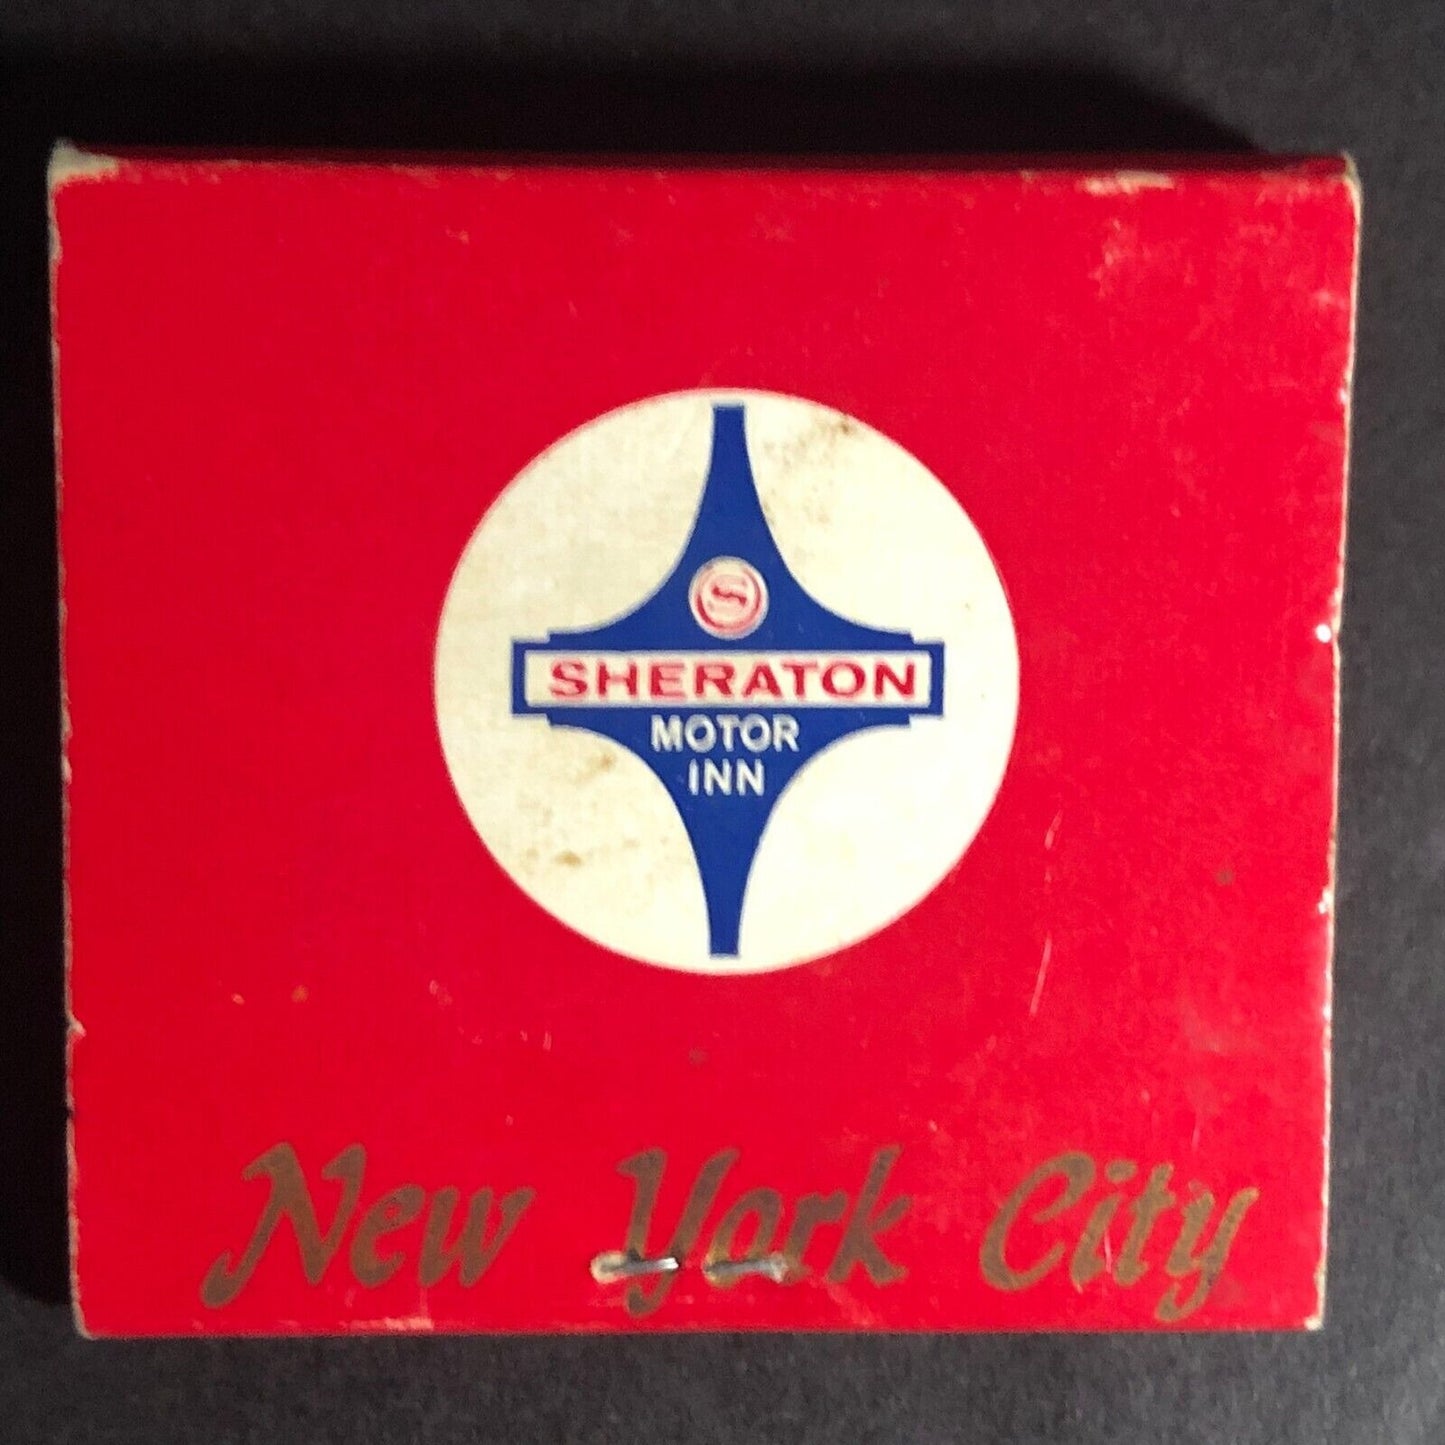 S
SHERATON
MOTOR
INN
New York City